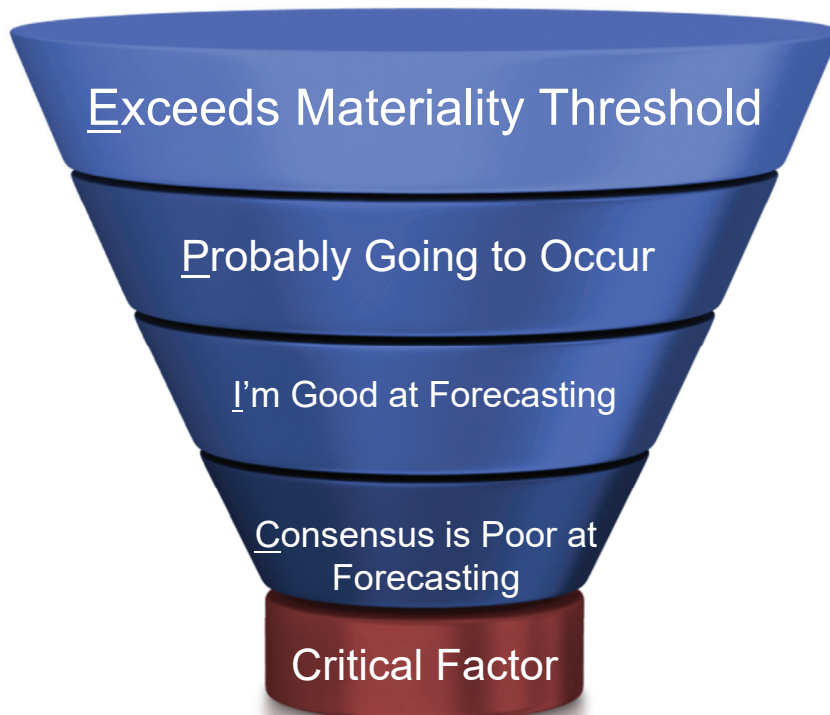 Exceeds Materiality Threshold
Probably Going to Occur
I’m Good at Forecasting
Consensus is Poor at
Forecasting
Critical Factor